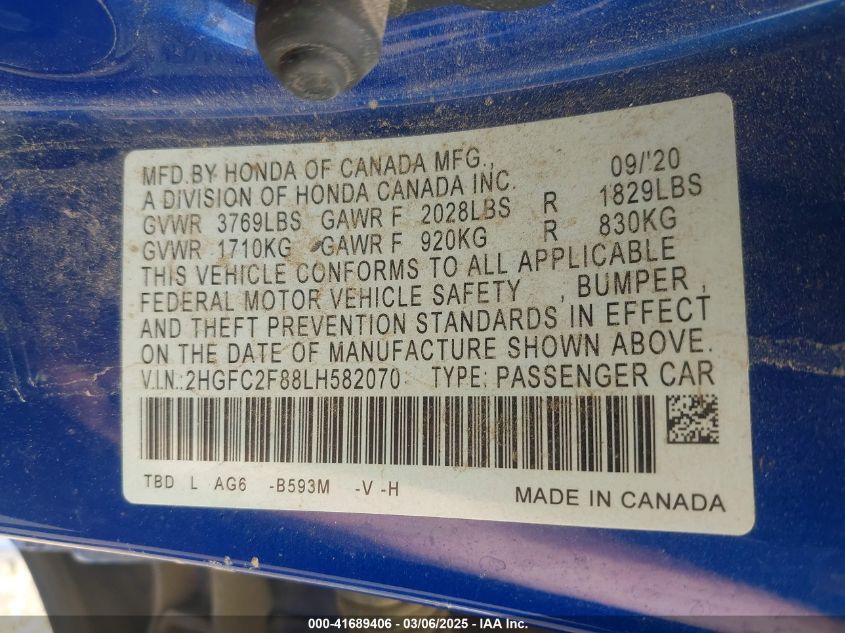 MFD.BY HONDA OF CANADA MFG., 09/'20
A DIVISION OF HONDA CANADA INC.
GVWR 3769LBS GAWR F 2028LBS R 1829LBS
GVWR 1710KG GAWR F 920KG R 830KG
THIS VEHICLE CONFORMS TO ALL APPLICABLE
FEDERAL MOTOR VEHICLE SAFETY , BUMPER ,
AND THEFT PREVENTION STANDARDS IN EFFECT
ON THE DATE OF MANUFACTURE SHOWN ABOVE.
V.I.N.:2HGFC2F88LH582070 TYPE: PASSENGER CAR
TBD L AG6 -B593M -V -H MADE IN CANADA
000-41689406 — 03/06/2025 — IAA Inc.